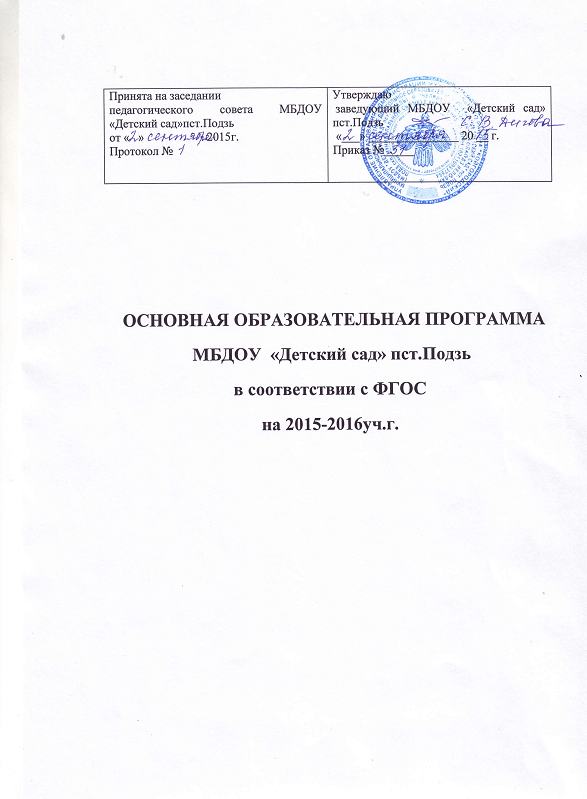 Принята на заседании
педагогического совета МБДОУ
«Детский сад»пст.Подзь
от «2» сентября 2015г.
Протокол № 1
Утверждаю
заведующий МБДОУ «Детский сад»
пст.Подзь
«2» сентября 2015 г.
Приказ №
ОСНОВНАЯ ОБРАЗОВАТЕЛЬНАЯ ПРОГРАММА
МБДОУ «Детский сад» пст.Подзь
в соответствии с ФГОС
на 2015-2016уч.г.